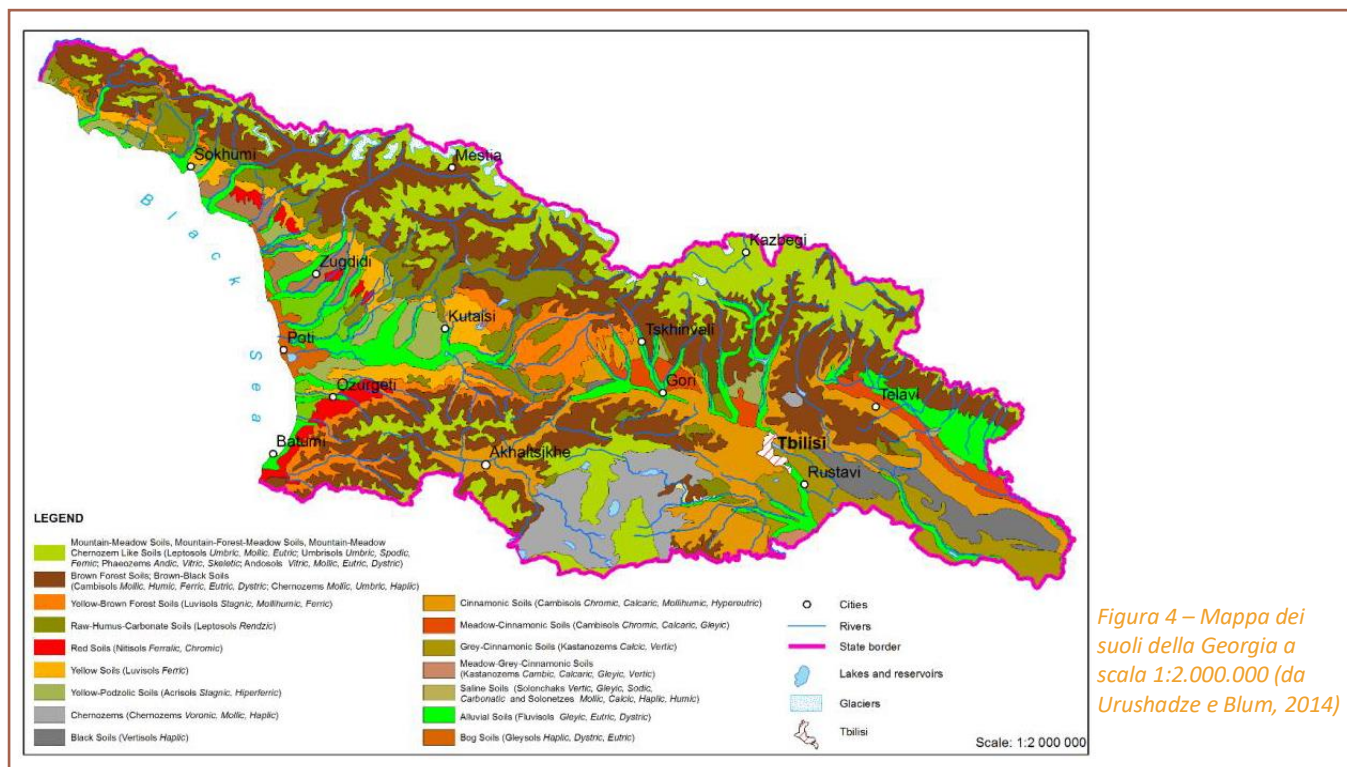 Sokhumi
Mestia
Black Sea
Zugdidi
Kazbegi
Kutaisi
Tskhinvali
Poti
Ozurgeti
Gori
Telavi
Batumi
Akhaltsikhe
Tbilisi
Rustavi
LEGEND
Mountain-Meadow Soils, Mountain-Forest-Meadow Soils, Mountain-Meadow
Chernozem Like Soils (Leptosols Umbric, Mollic, Eutric; Umbrisols Umbric, Spodic,
Ferric; Phaeozems Andic, Vitric, Skeletic; Andosols Vitric, Mollic, Eutric, Dystric)
Brown Forest Soils; Brown-Black Soils
(Cambisols Mollic, Humic, Ferric, Eutric, Dystric; Chernozems Mollic, Umbric, Haplic)
Yellow-Brown Forest Soils (Luvisols Stagnic, Mollihumic, Ferric)
Raw-Humus-Carbonate Soils (Leptosols Rendzic)
Red Soils (Nitisols Ferralic, Chromic)
Yellow Soils (Luvisols Ferric)
Yellow-Podzolic Soils (Acrisols Stagnic, Hiperferric)
Chernozems (Chernozems Voronic, Mollic, Haplic)
Black Soils (Vertisols Haplic)
Cinnamonic Soils (Cambisols Chromic, Calcaric, Mollihumic, Hypereutric)
Meadow-Cinnamonic Soils (Cambisols Chromic, Calcaric, Gleyic)
Grey-Cinnamonic Soils (Kastanozems Calcic, Vertic)
Meadow-Grey-Cinnamonic Soils
(Kastanozems Cambic, Calcaric, Gleyic, Vertic)
Saline Soils (Solonchaks Vertic, Gleyic, Sodic,
Carbonatic and Solonetzes Mollic, Calcic, Haplic, Humic)
Alluvial Soils (Fluvisols Gleyic, Eutric, Dystric)
Bog Soils (Gleysols Haplic, Dystric, Eutric)
Cities
Rivers
State border
Lakes and reservoirs
Glaciers
Tbilisi
Scale: 1:2 000 000
Figura 4 – Mappa dei
suoli della Georgia a
scala 1:2.000.000 (da
Urushadze e Blum, 2014)